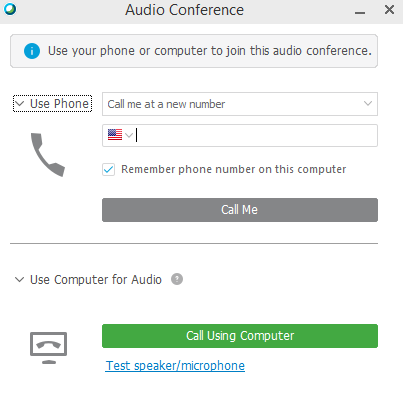 Audio Conference
Use your phone or computer to join this audio conference.
Use Phone
Call me at a new number
Remember phone number on this computer
Call Me
Use Computer for Audio ?
Call Using Computer
Test speaker/microphone